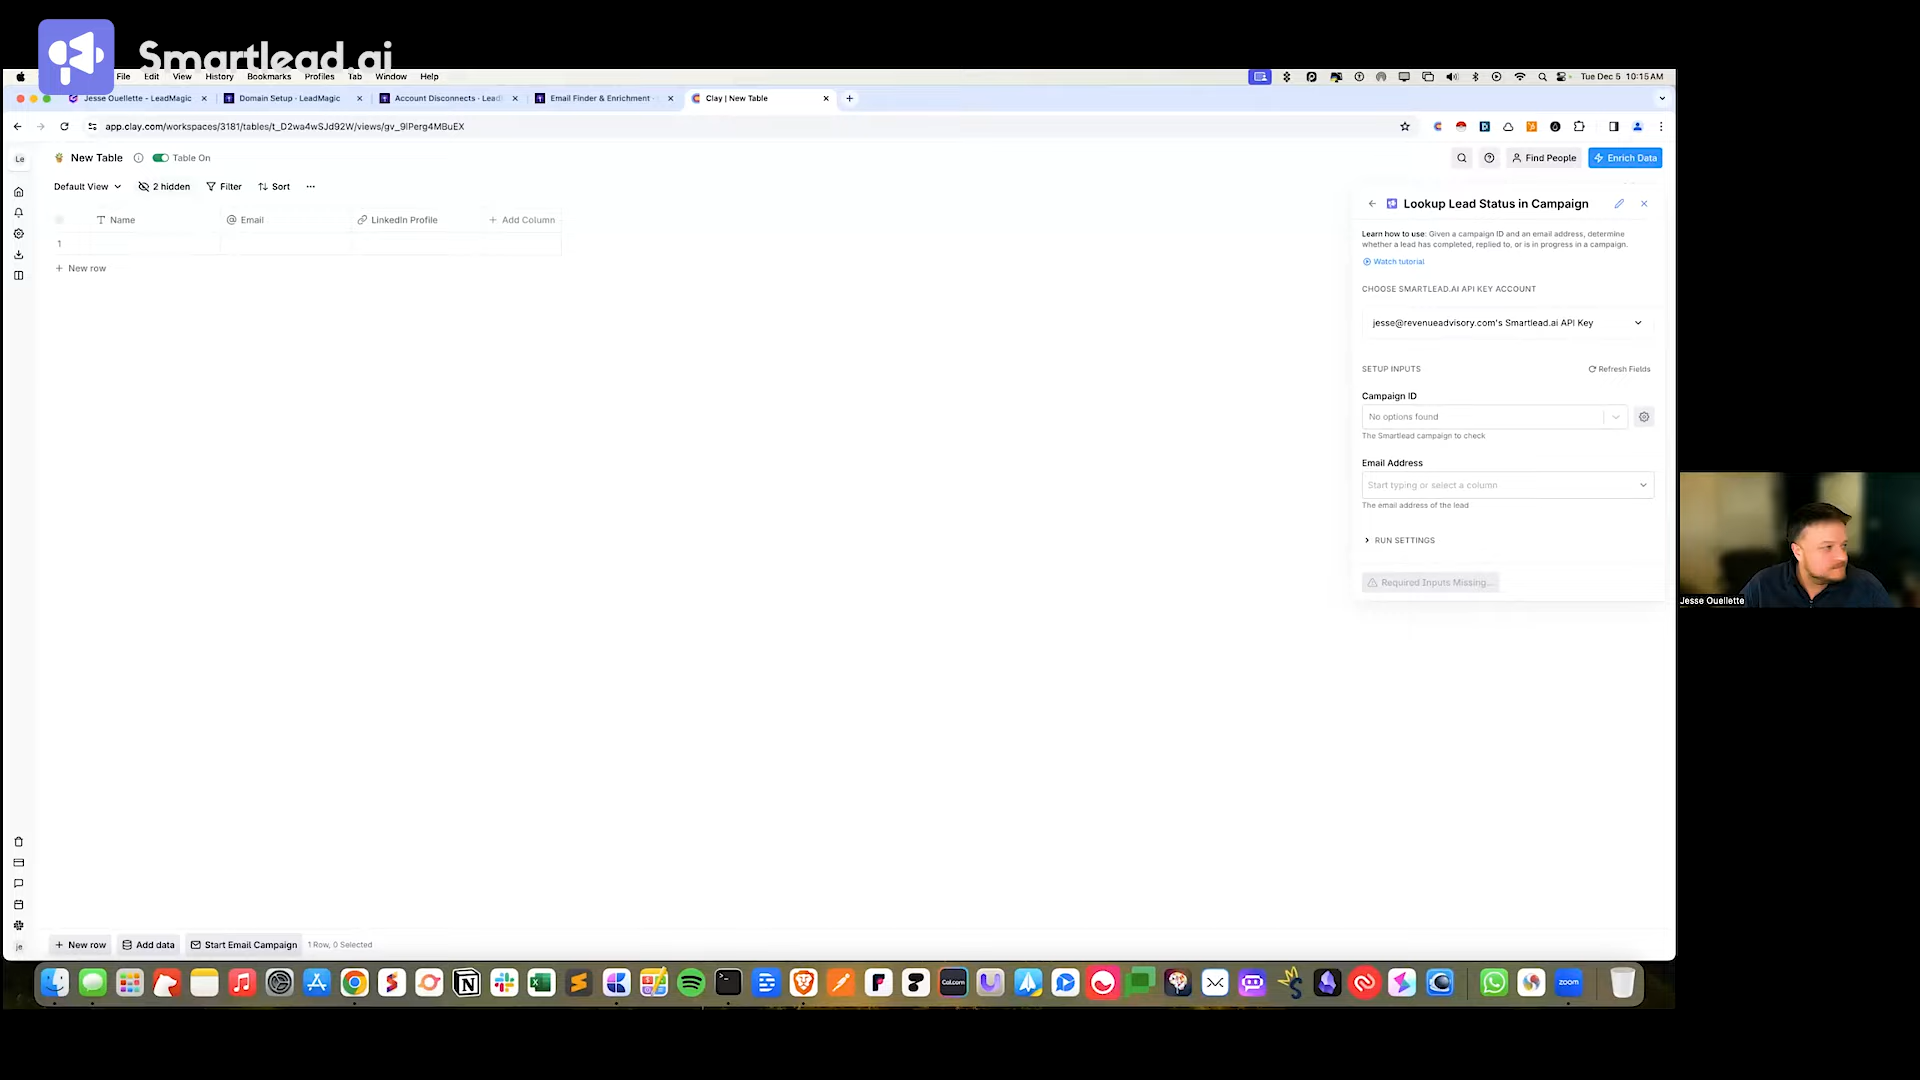 Smartlead.ai
File Edit View History Bookmarks Profiles Tab Window Help
Tue Dec 5 10:15 AM
Jesse Ouellette - LeadMagic
Domain Setup - LeadMagic
Account Disconnects - Lead
Email Finder & Enrichment -
Clay | New Table
app.clay.com/workspaces/3181/tables/t_D2wa4wSJd92W/views/gv_9lPerg4MBuEX
Le
New Table
Table On
Find People
Enrich Data
Default View
2 hidden
Filter
Sort
Name
Email
LinkedIn Profile
+ Add Column
1
+ New row
Lookup Lead Status in Campaign
Learn how to use: Given a campaign ID and an email address, determine
whether a lead has completed, replied to, or is in progress in a campaign.
Watch tutorial
CHOOSE SMARTLEAD.AI API KEY ACCOUNT
jesse@revenueadvisory.com's Smartlead.ai API Key
SETUP INPUTS
Refresh Fields
Campaign ID
No options found
The Smartlead campaign to check
Email Address
Start typing or select a column
The email address of the lead
RUN SETTINGS
Required Inputs Missing...
Jesse Ouellette
je
+ New row
Add data
Start Email Campaign
1 Row, 0 Selected
Cal.com
zoom